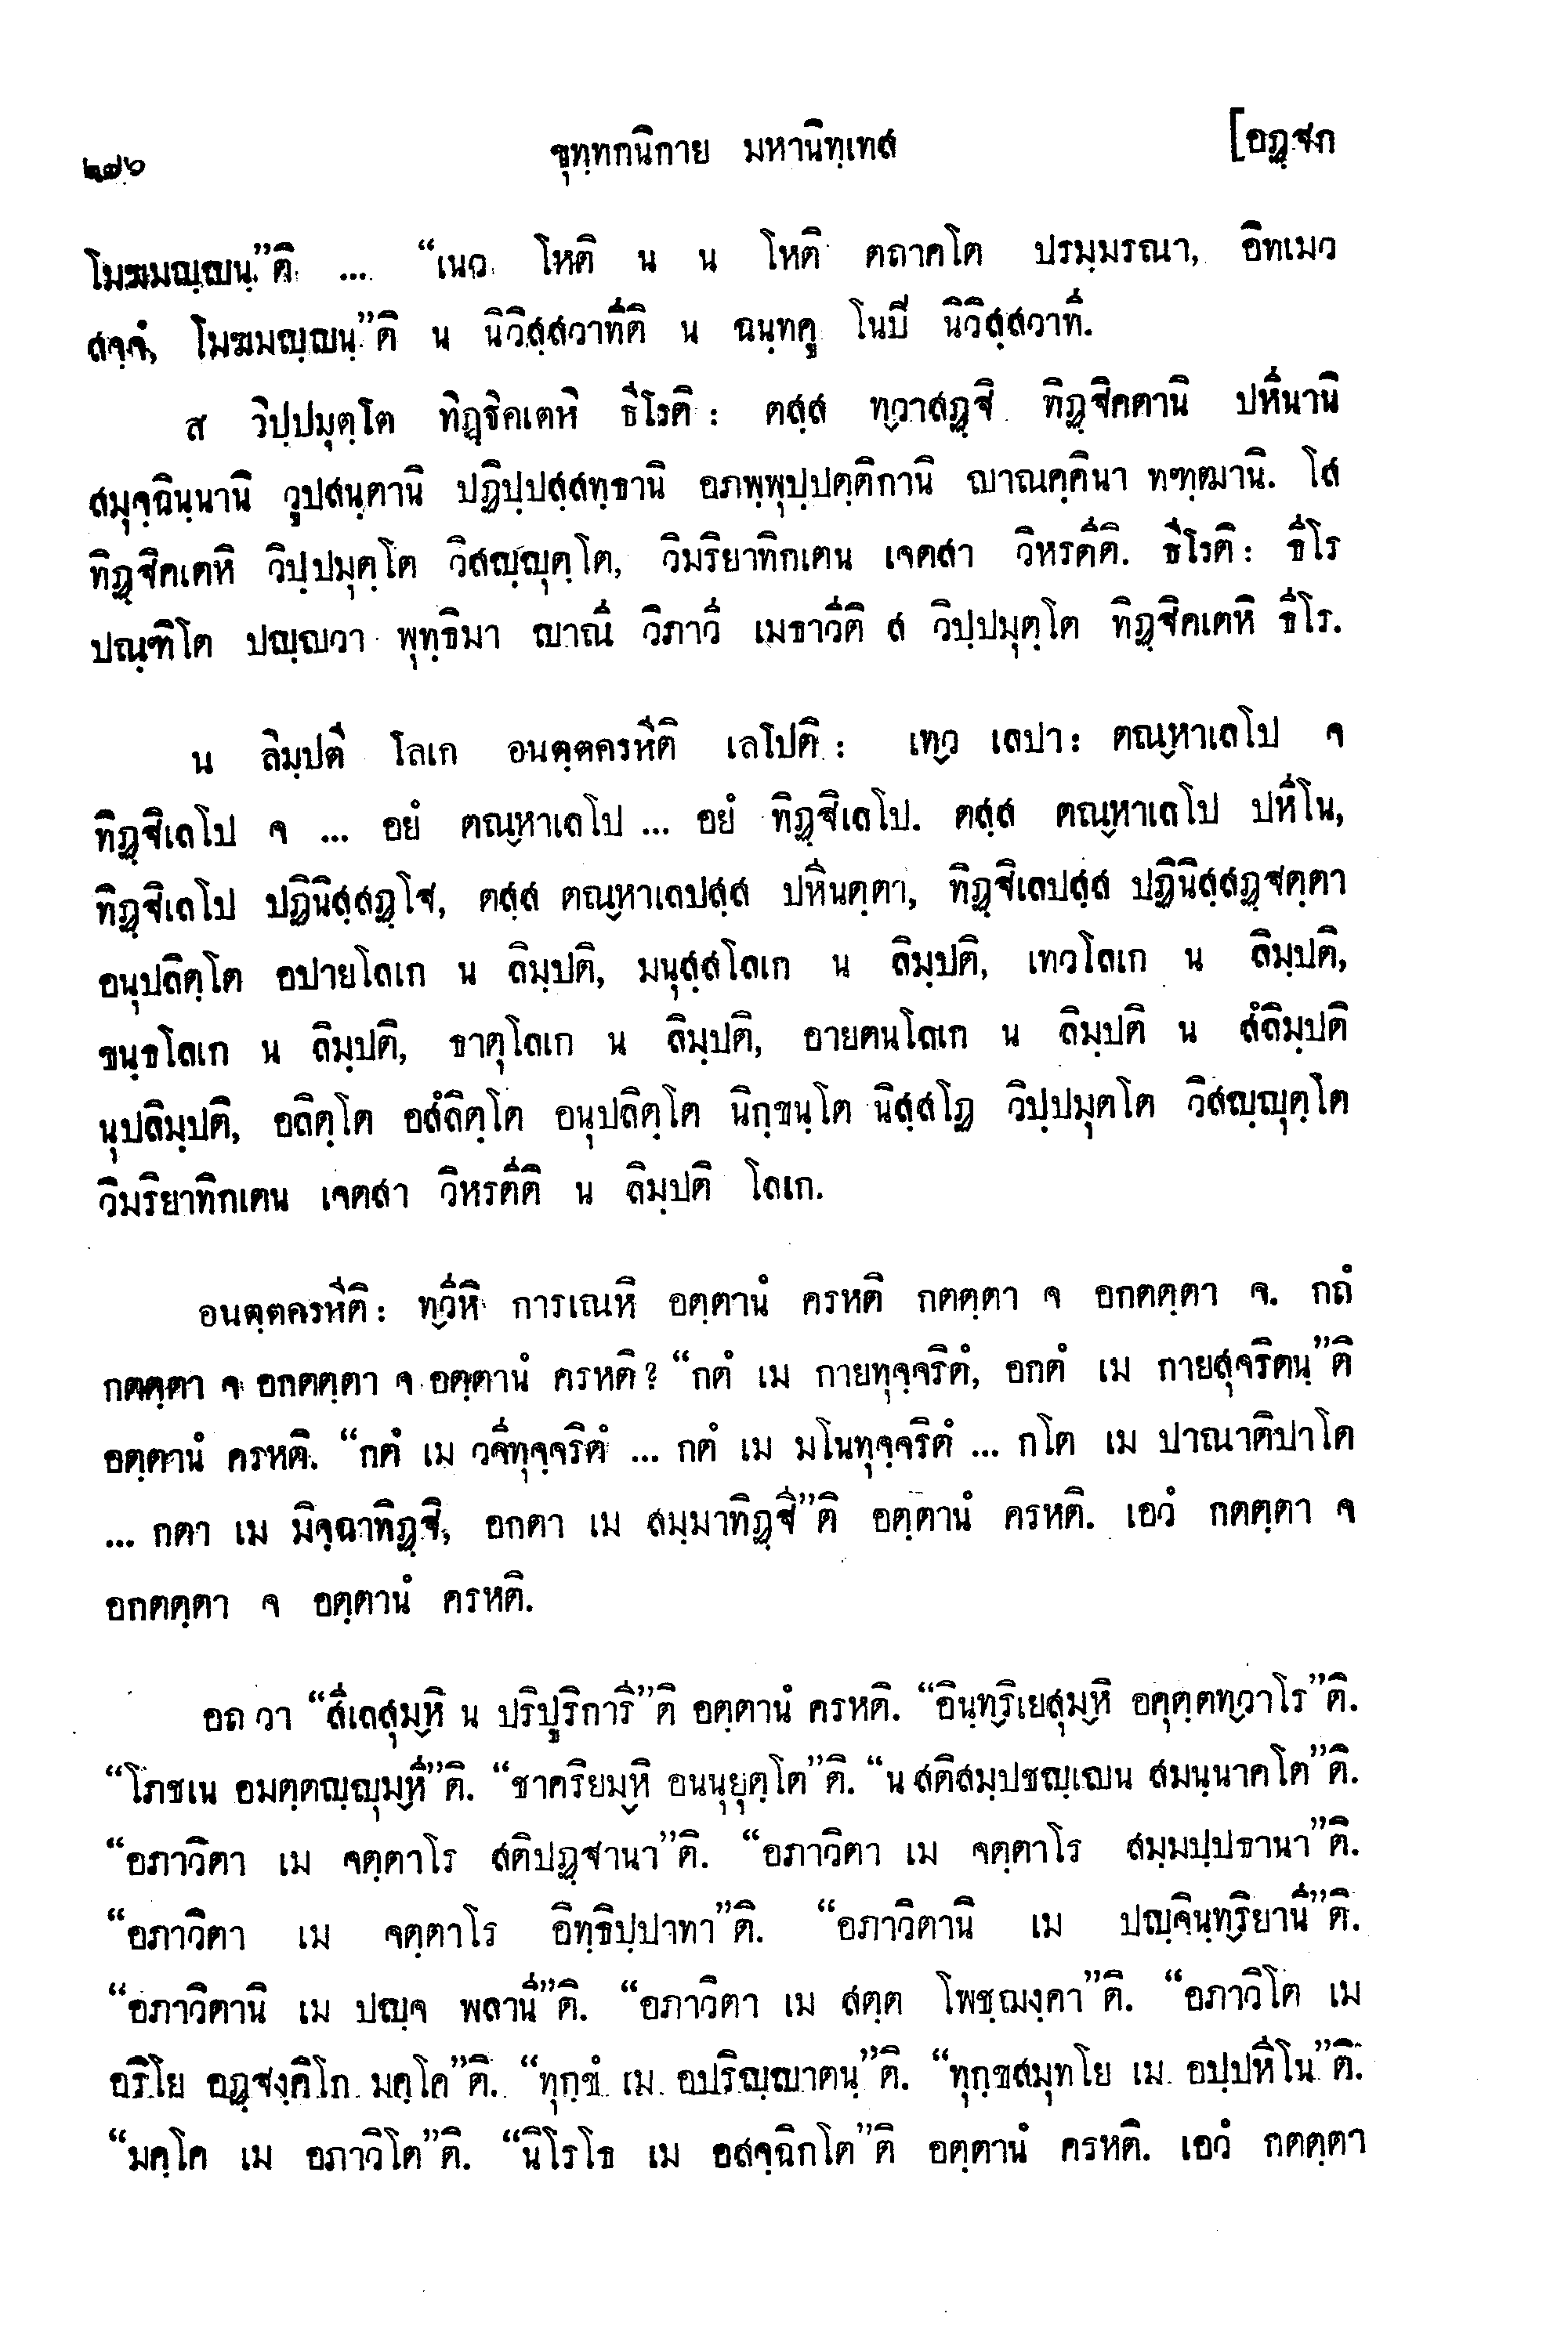 ๒๗๖ ขุทฺทกนิกาย มหานิทฺเทส [อฏฺฐก
โมฆมญฺญนฺ”ติ ... “เนว โหติ น น โหติ ตถาคโต ปรมฺมรณา, อิทเมว
สจฺจํ, โมฆมญฺญนฺ”ติ น นิวิสฺสวาทีติ น ฉนฺทคู โนปี นิวิสฺสวาที.
ส วิปฺปมุตฺโต ทิฏฺฐิคเตหิ ธีโรติ : ตสฺส ทฺวาสฏฺฐี ทิฏฺฐิคตานิ ปหีนานิ
สมุจฺฉินฺนานิ วูปสนฺตานิ ปฏิปฺปสฺสทฺธานิ อภพฺพุปฺปตฺติกานิ ญาณคฺคินา ทฑฺฒานิ. โส
ทิฏฺฐิคเตหิ วิปฺปมุตฺโต วิสญฺญุตฺโต, วิมริยาทิกเตน เจตสา วิหรตีติ. ธีโรติ : ธีโร
ปณฺฑิโต ปญฺญวา พุทฺธิมา ญาณี วิภาวี เมธาวีติ ส วิปฺปมุตฺโต ทิฏฺฐิคเตหิ ธีโร.
น ลิมฺปตี โลเก อนตฺตครหีติ เลโปติ : เทฺว เลปา : ตณฺหาเลโป จ
ทิฏฺฐิเลโป จ ... อยํ ตณฺหาเลโป ... อยํ ทิฏฺฐิเลโป. ตสฺส ตณฺหาเลโป ปหีโน,
ทิฏฺฐิเลโป ปฏินิสฺสฏฺโฐ, ตสฺส ตณฺหาเลปสฺส ปหีนตฺตา, ทิฏฺฐิเลปสฺส ปฏินิสฺสฏฺฐตฺตา
อนุปลิตฺโต อปายโลเก น ลิมฺปติ, มนุสฺสโลเก น ลิมฺปติ, เทวโลเก น ลิมฺปติ,
ขนฺธโลเก น ลิมฺปติ, ธาตุโลเก น ลิมฺปติ, อายตนโลเก น ลิมฺปติ น สํลิมฺปติ
นุปลิมฺปติ, อลิตฺโต อสํลิตฺโต อนุปลิตฺโต นิกฺขนฺโต นิสฺสโฏ วิปฺปมุตโต วิสญฺญุตฺโต
วิมริยาทิกเตน เจตสา วิหรตีติ น ลิมฺปติ โลเก.
อนตฺตครหีติ : ทฺวีหิ การเณหิ อตฺตานํ ครหติ กตตฺตา จ อกตตฺตา จ. กถํ
กตตฺตา จ อกตตฺตา จ อตฺตานํ ครหติ? “กตํ เม กายทุจฺจริตํ, อกตํ เม กายสุจริตนฺ”ติ
อตฺตานํ ครหติ. “กตํ เม วจีทุจฺจริตํ ... กตํ เม มโนทุจฺจริตํ ... กโต เม ปาณาติปาโต
... กตา เม มิจฺฉาทิฏฺฐิ, อกตา เม สมฺมาทิฏฺฐี”ติ อตฺตานํ ครหติ. เอวํ กตตฺตา จ
อกตตฺตา จ อตฺตานํ ครหติ.
อถ วา “สีเลสุมฺหิ น ปริปูริการี”ติ อตฺตานํ ครหติ. “อินฺทฺริเยสุมฺหิ อคุตฺตทฺวาโร”ติ.
“โภชเน อมตฺตญฺญุมฺหี”ติ. “ชาคริยมฺหิ อนนุยุตฺโต”ติ. “น สติสมฺปชญฺเญน สมนฺนาคโต”ติ.
“อภาวิตา เม จตฺตาโร สติปฏฺฐานา”ติ. “อภาวิตา เม จตฺตาโร สมฺมปฺปธานา”ติ.
“อภาวิตา เม จตฺตาโร อิทฺธิปฺปาทา”ติ. “อภาวิตานิ เม ปญฺจินฺทฺริยานี”ติ.
“อภาวิตานิ เม ปญฺจ พลานี”ติ. “อภาวิตา เม สตฺต โพชฺฌงฺคา”ติ. “อภาวิโต เม
อริโย อฏฺฐงฺคิโก มคฺโค”ติ. “ทุกฺขํ เม อปริญฺญาตนฺ”ติ. “ทุกฺขสมุทโย เม อปฺปหีโน”ติ.
“มคฺโค เม อภาวิโต”ติ. “นิโรโธ เม อสจฺฉิกโต”ติ อตฺตานํ ครหติ. เอวํ กตตฺตา